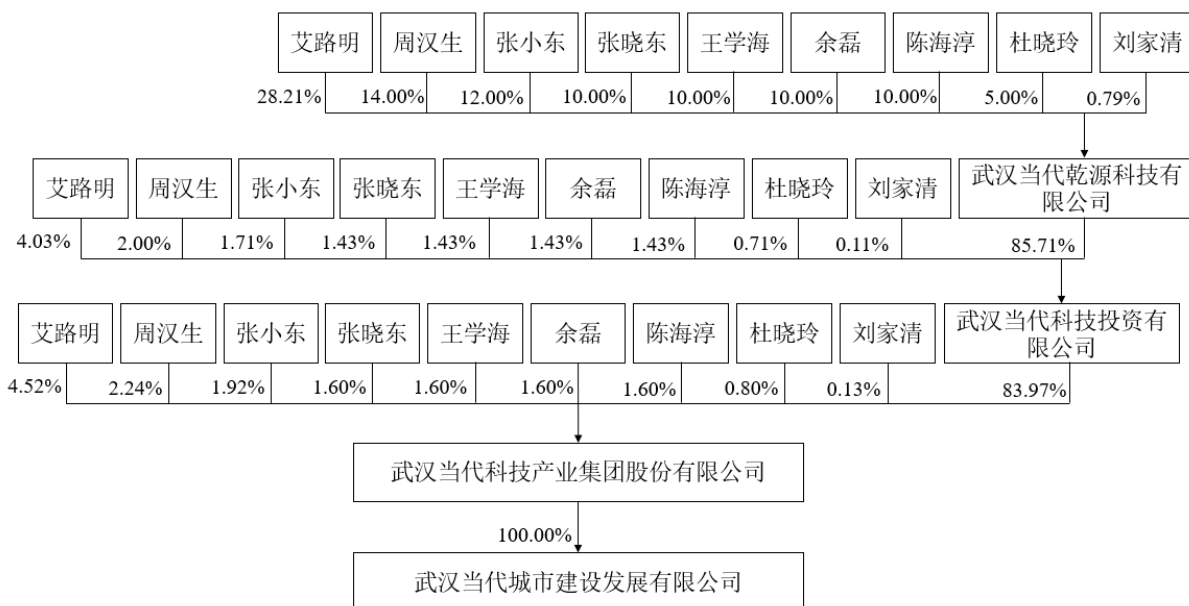 艾路明 周汉生 张小东 张晓东 王学海 余磊 陈海淳 杜晓玲 刘家清
28.21% 14.00% 12.00% 10.00% 10.00% 10.00% 10.00% 5.00% 0.79%
艾路明 周汉生 张小东 张晓东 王学海 余磊 陈海淳 杜晓玲 刘家清 武汉当代乾源科技有
限公司
4.03% 2.00% 1.71% 1.43% 1.43% 1.43% 1.43% 0.71% 0.11% 85.71%
艾路明 周汉生 张小东 张晓东 王学海 余磊 陈海淳 杜晓玲 刘家清 武汉当代科技投资有
限公司
4.52% 2.24% 1.92% 1.60% 1.60% 1.60% 1.60% 0.80% 0.13% 83.97%
武汉当代科技产业集团股份有限公司
100.00%
武汉当代城市建设发展有限公司